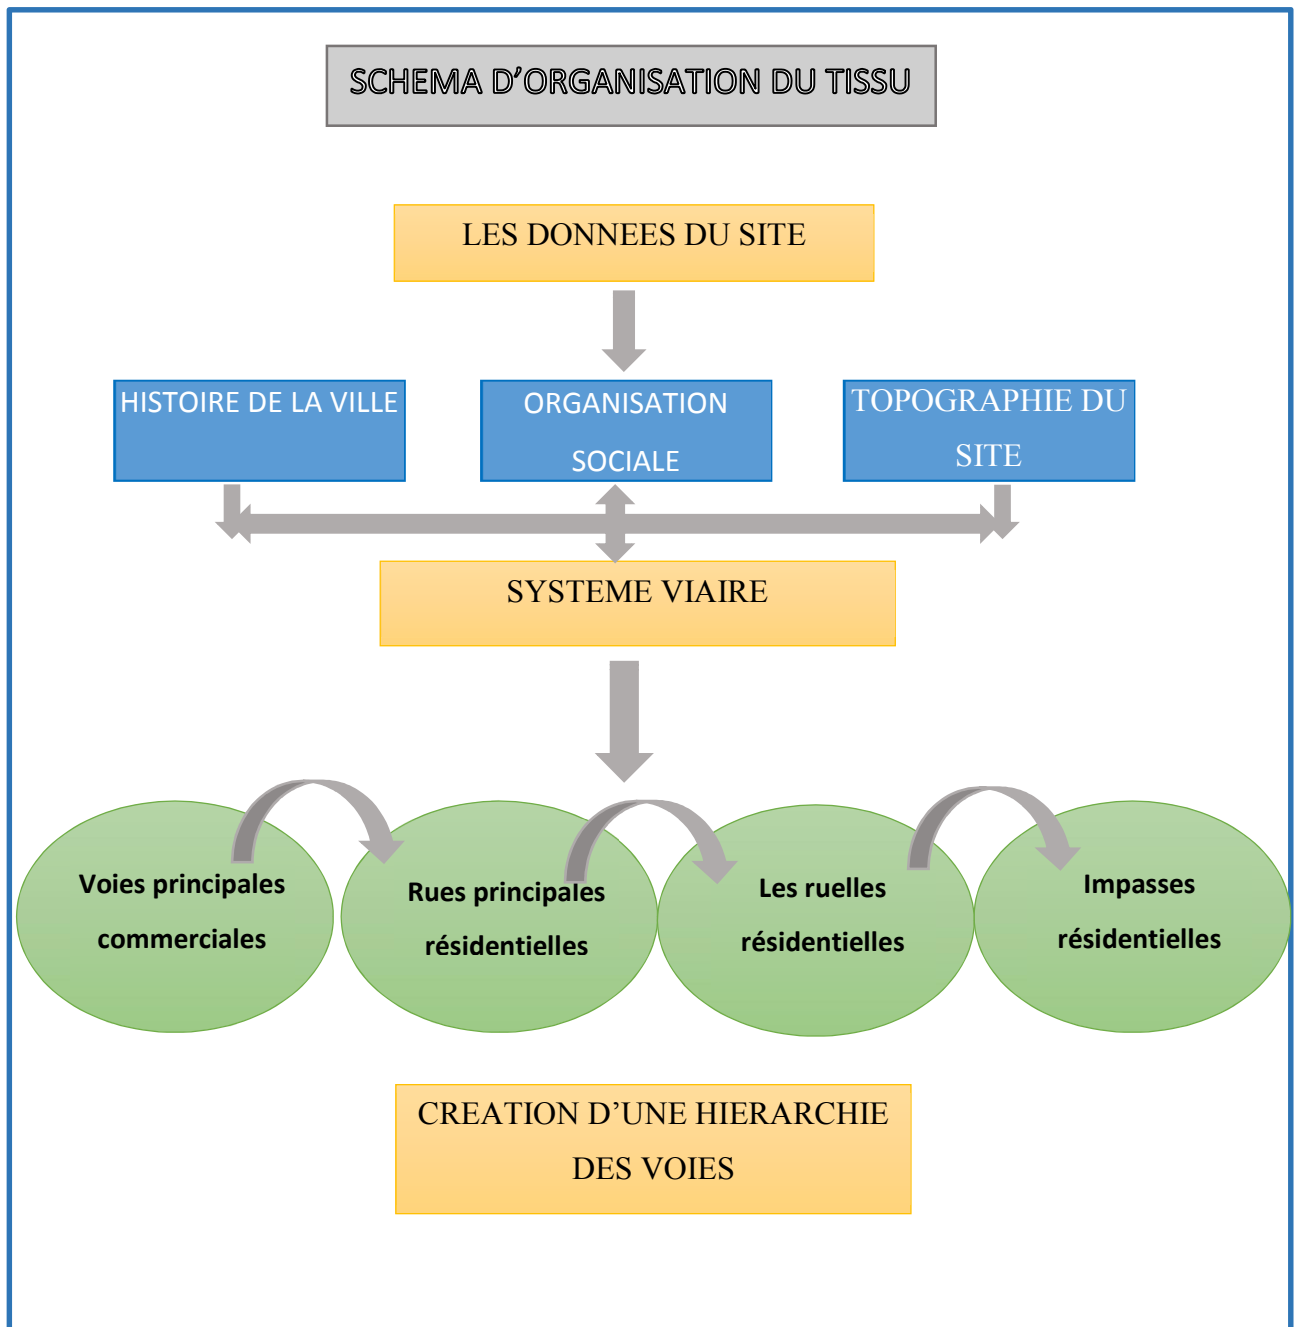 SCHEMA D’ORGANISATION DU TISSU
LES DONNEES DU SITE
HISTOIRE DE LA VILLE
ORGANISATION
SOCIALE
TOPOGRAPHIE DU
SITE
SYSTEME VIAIRE
Voies principales
commerciales
Rues principales
résidentielles
Les ruelles
résidentielles
Impasses
résidentielles
CREATION D’UNE HIERARCHIE
DES VOIES